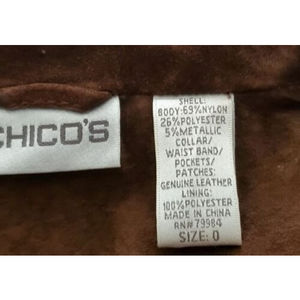 CHICO'S
SHELL:
BODY:69%NYLON
26%POLYESTER
5%METALLIC
COLLAR/
WAIST BAND/
POCKETS/
PATCHES:
GENUINE LEATHER
LINING:
100%POLYESTER
MADE IN CHINA
RN#79984
SIZE: 0